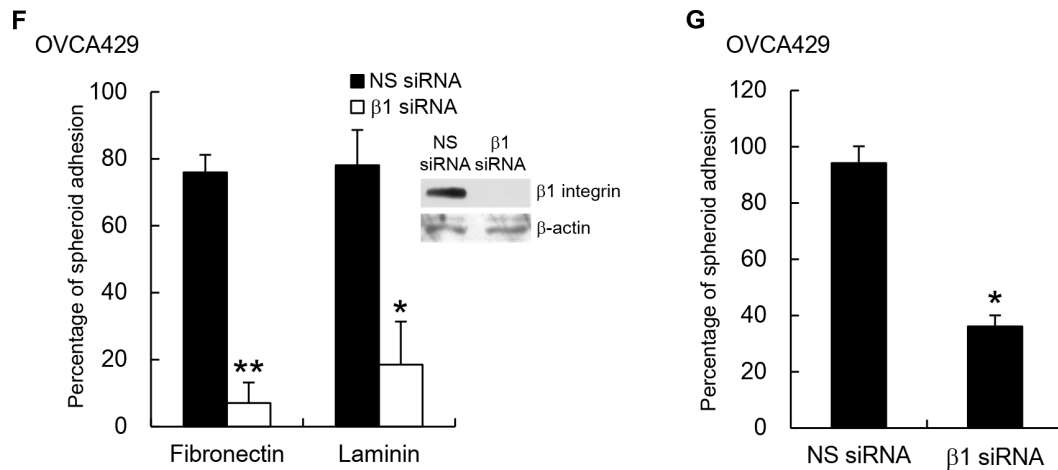 F
OVCA429
NS siRNA
β1 siRNA
Percentage of spheroid adhesion
100
80
60
40
20
0
**
*
Fibronectin
Laminin
NS β1
siRNA siRNA
β1 integrin
β-actin
G
OVCA429
Percentage of spheroid adhesion
120
100
80
60
40
20
0
*
NS siRNA
β1 siRNA